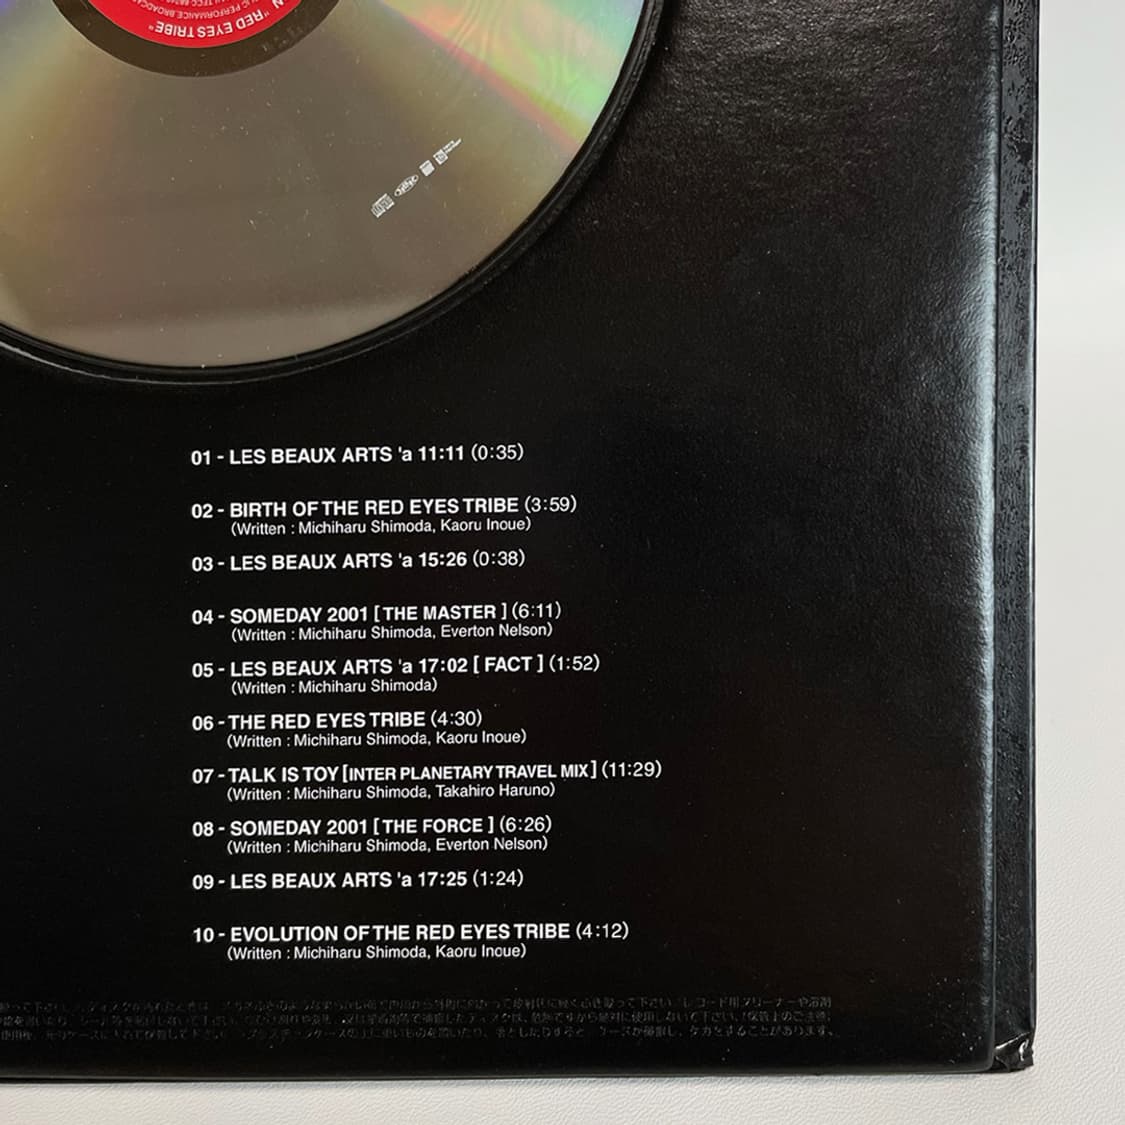 "RED EYES TRIBE"
01 - LES BEAUX ARTS 'a 11:11 (0:35)
02 - BIRTH OF THE RED EYES TRIBE (3:59)
(Written : Michiharu Shimoda, Kaoru Inoue)
03 - LES BEAUX ARTS 'a 15:26 (0:38)
04 - SOMEDAY 2001 [ THE MASTER ] (6:11)
(Written : Michiharu Shimoda, Everton Nelson)
05 - LES BEAUX ARTS 'a 17:02 [ FACT ] (1:52)
(Written : Michiharu Shimoda)
06 - THE RED EYES TRIBE (4:30)
(Written : Michiharu Shimoda, Kaoru Inoue)
07 - TALK IS TOY [INTER PLANETARY TRAVEL MIX] (11:29)
(Written : Michiharu Shimoda, Takahiro Haruno)
08 - SOMEDAY 2001 [ THE FORCE ] (6:26)
(Written : Michiharu Shimoda, Everton Nelson)
09 - LES BEAUX ARTS 'a 17:25 (1:24)
10 - EVOLUTION OF THE RED EYES TRIBE (4:12)
(Written : Michiharu Shimoda, Kaoru Inoue)